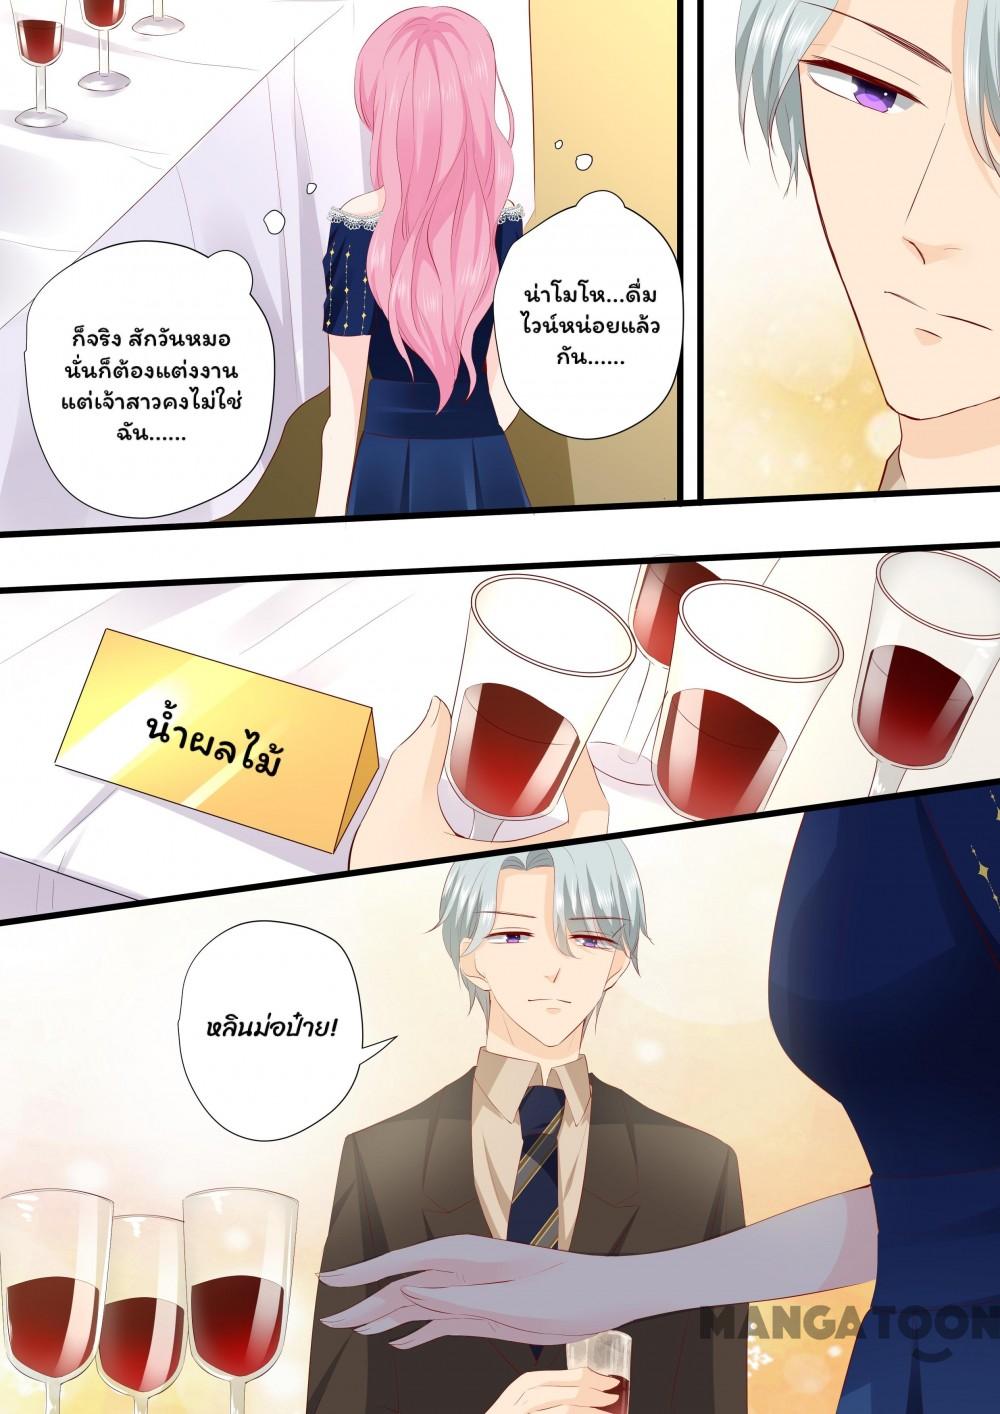 น่าโมโห...ดื่ม
ไวน์หน่อยแล้ว
กัน......
ก็จริง สักวันหมอ
นั่นก็ต้องแต่งงาน
แต่เจ้าสาวคงไม่ใช่
ฉัน......
น้ำผลไม้
หลินม่อป๋าย!
MANGATOON